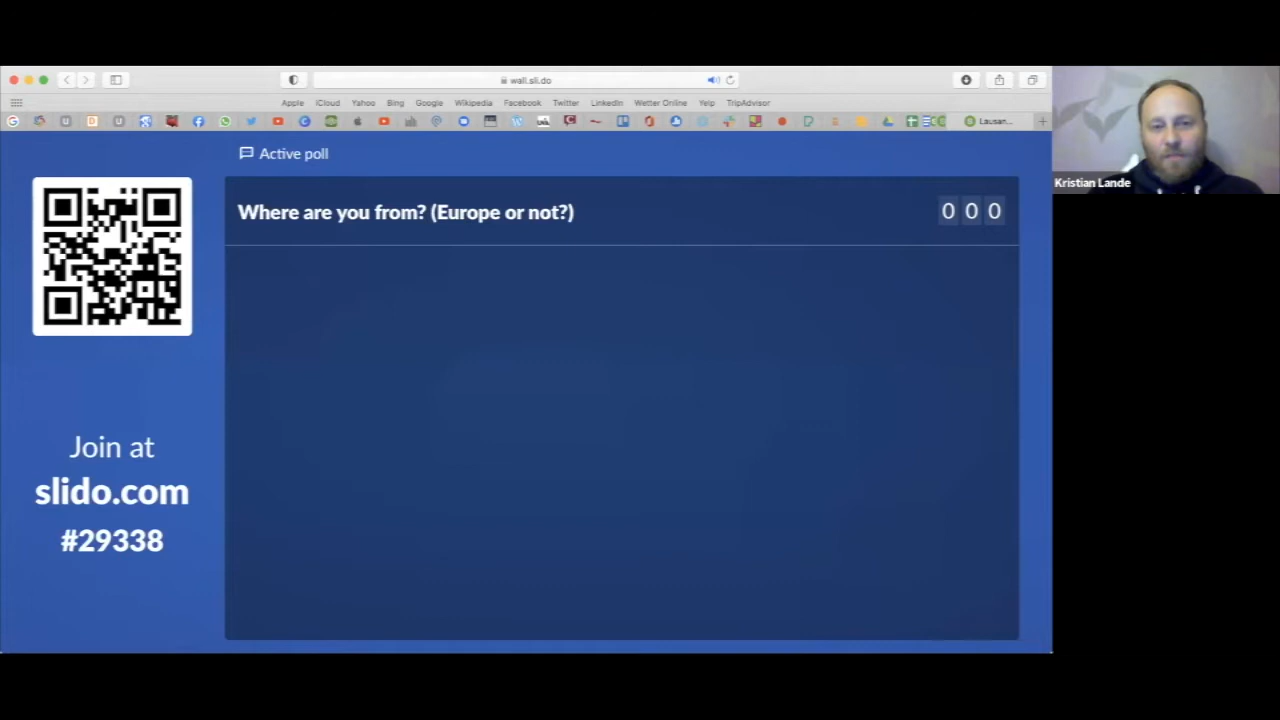 wall.sli.do
Apple iCloud Yahoo Bing Google Wikipedia Facebook Twitter LinkedIn Wetter Online Yelp TripAdvisor
Lausan...
Active poll
Where are you from? (Europe or not?)
0 0 0
Join at
slido.com
#29338
Kristian Lande